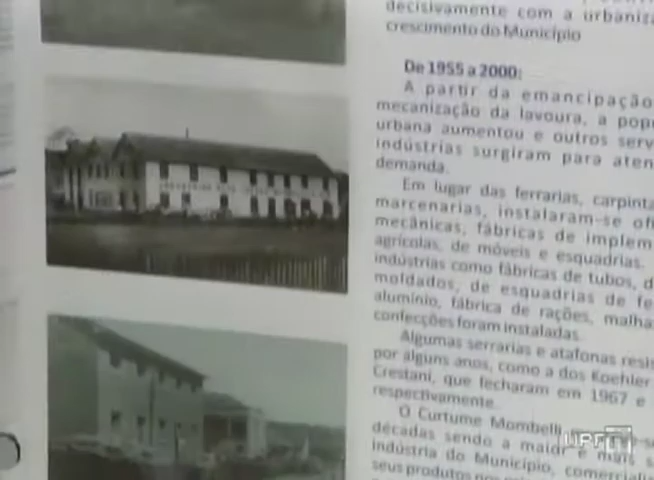 decisivamente com a urbaniza
crescimento do Município
De 1955 a 2000:
A partir da emancipação
mecanização da lavoura, a pop
urbana aumentou e outros serv
indústrias surgiram para aten
demanda.
Em lugar das ferrarias, carpinta
marcenarias, instalaram-se of
mecânicas, fábricas de implem
agrícolas, de móveis e esquadrias.
indústrias como fábricas de tubos, d
moldados, de esquadrias de fe
alumínio, fábrica de rações, malha
confecções foram instaladas.
Algumas serrarias e atafonas resis
por alguns anos, como a dos Koehler
Crestani, que fecharam em 1967 e
respectivamente.
O Curtume Mombelli
décadas sendo a maior e mais s
indústria do Município, comerciali
seus produtos
UPFTV